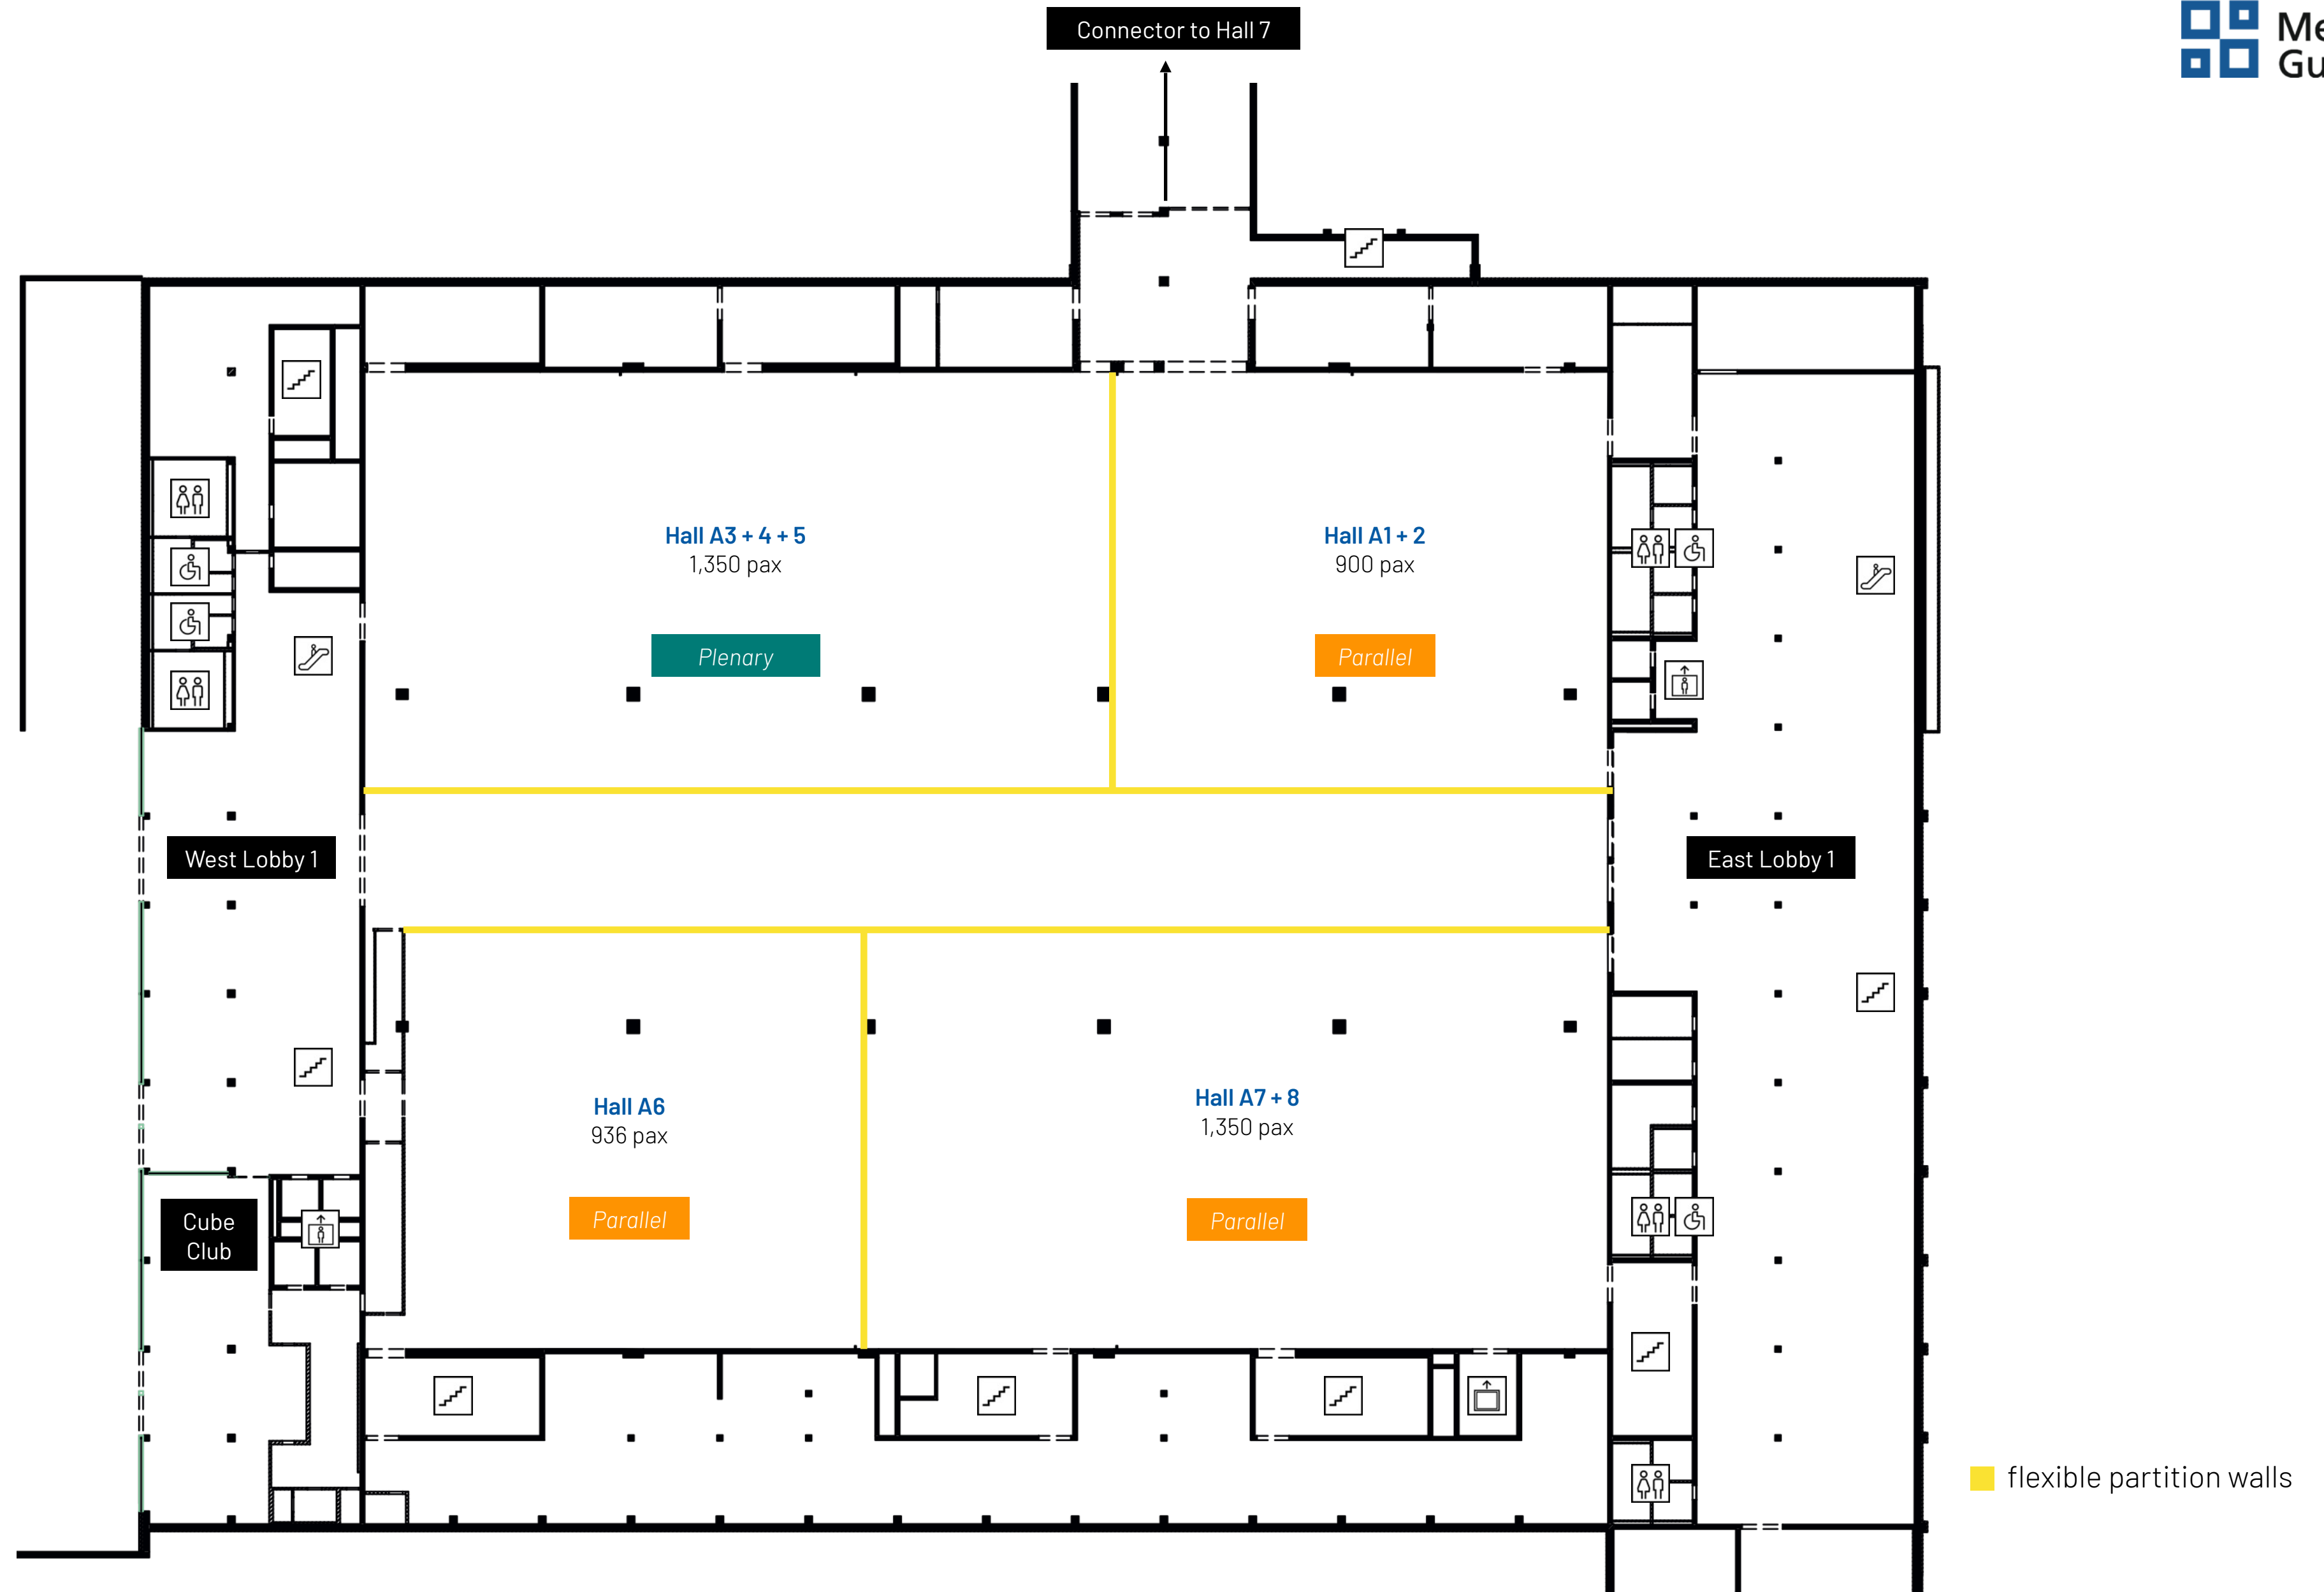 Connector to Hall 7
Me
Gu
Hall A3 + 4 + 5
1,350 pax
Plenary
Hall A1 + 2
900 pax
Parallel
West Lobby 1
East Lobby 1
Hall A6
936 pax
Parallel
Hall A7 + 8
1,350 pax
Parallel
Cube
Club
flexible partition walls